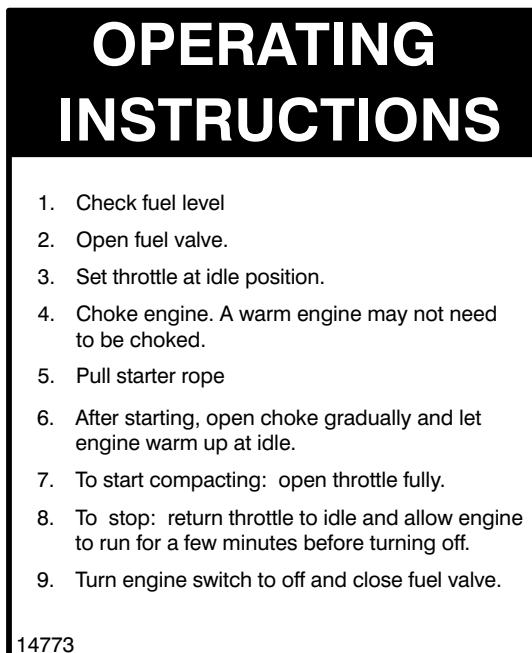 OPERATING
INSTRUCTIONS
1. Check fuel level
2. Open fuel valve.
3. Set throttle at idle position.
4. Choke engine. A warm engine may not need
to be choked.
5. Pull starter rope
6. After starting, open choke gradually and let
engine warm up at idle.
7. To start compacting:  open throttle fully.
8. To  stop:  return throttle to idle and allow engine
to run for a few minutes before turning off.
9. Turn engine switch to off and close fuel valve.
14773